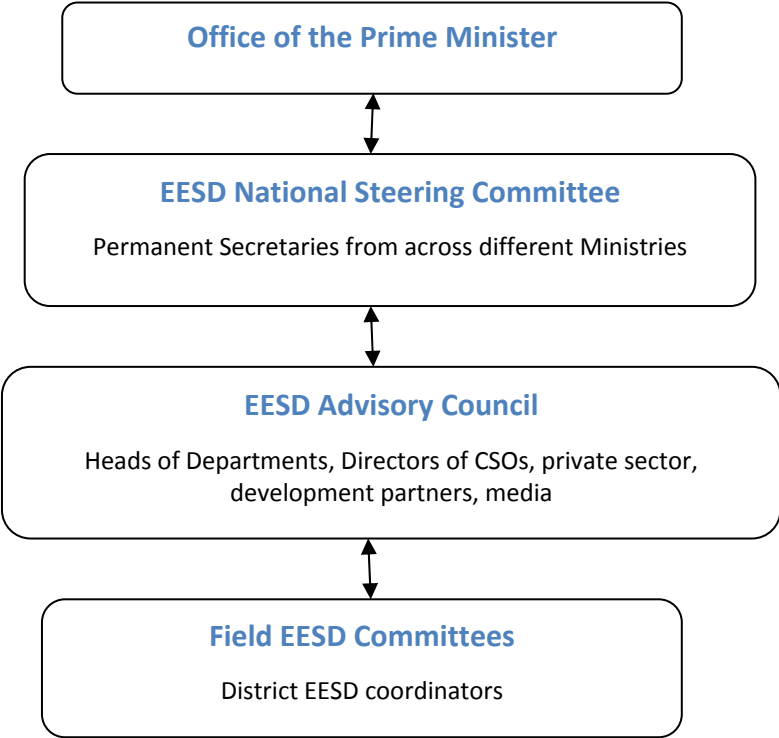 Office of the Prime Minister
EESD National Steering Committee
Permanent Secretaries from across different Ministries
EESD Advisory Council
Heads of Departments, Directors of CSOs, private sector,
development partners, media
Field EESD Committees
District EESD coordinators